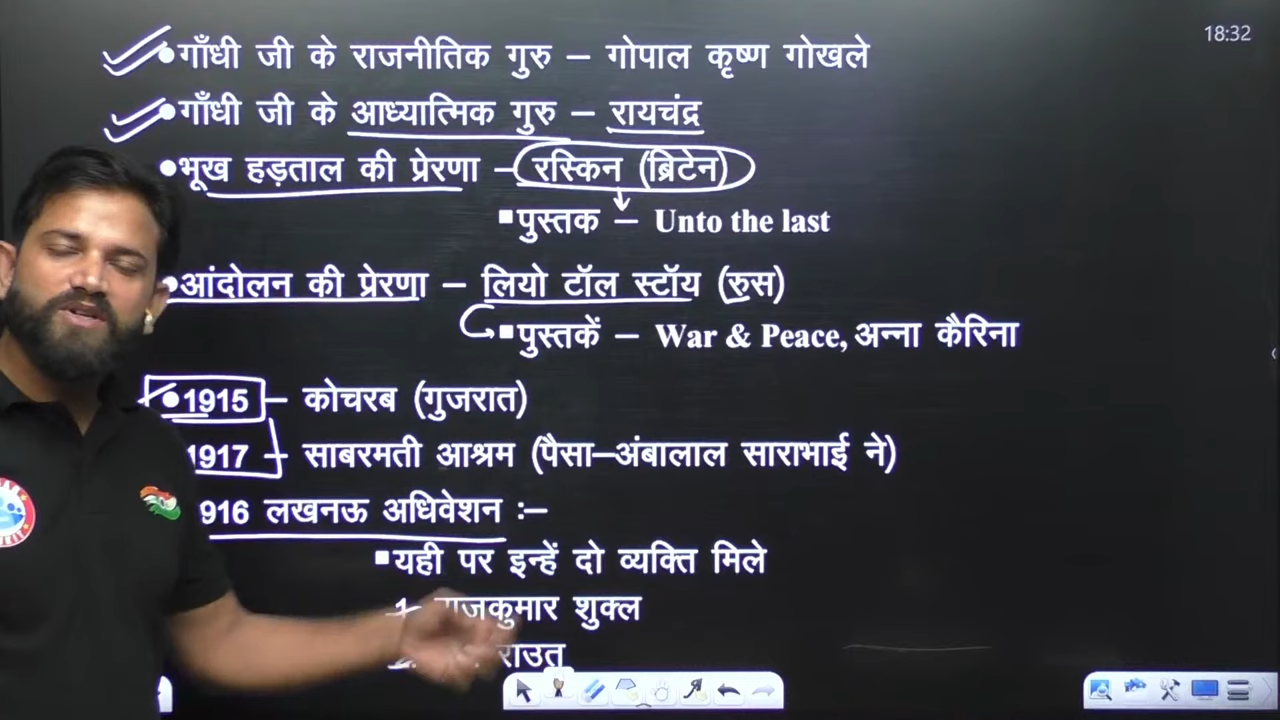 18:32
•गाँधी जी के राजनीतिक गुरु – गोपाल कृष्ण गोखले
•गाँधी जी के आध्यात्मिक गुरु – रायचंद्र
•भूख हड़ताल की प्रेरणा – रस्किन (ब्रिटेन)
▪पुस्तक – Unto the last
•आंदोलन की प्रेरणा – लियो टॉल स्टॉय (रुस)
▪पुस्तकें – War & Peace, अन्ना कैरिना
•1915 – कोचरब (गुजरात)
1917 – साबरमती आश्रम (पैसा–अंबालाल साराभाई ने)
916 लखनऊ अधिवेशन :–
▪यही पर इन्हें दो व्यक्ति मिले
1. राजकुमार शुक्ल
राउत